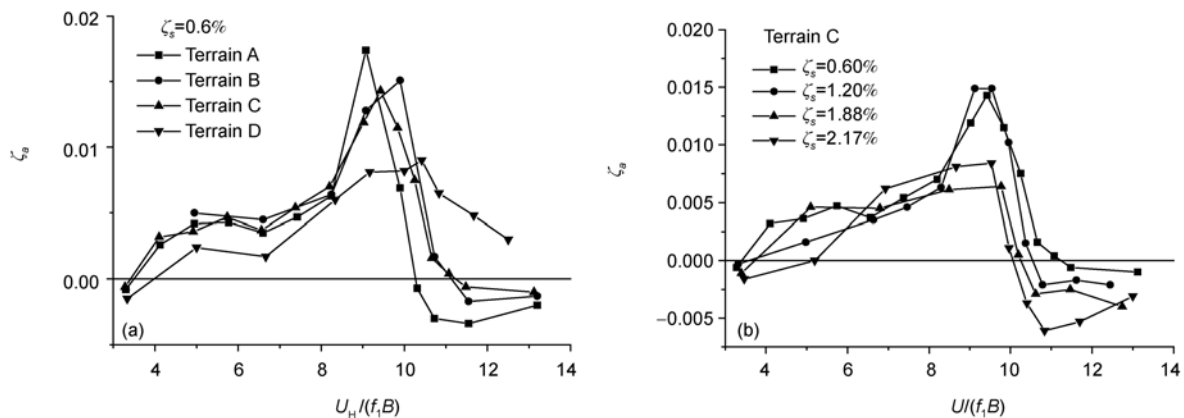 0.02
0.01
0.00
ζa
ζs=0.6%
Terrain A
Terrain B
Terrain C
Terrain D
(a)
4 6 8 10 12 14
UH/(f1B)
0.020
0.015
0.010
0.005
0.000
−0.005
ζa
Terrain C
ζs=0.60%
ζs=1.20%
ζs=1.88%
ζs=2.17%
(b)
4 6 8 10 12 14
U/(f1B)